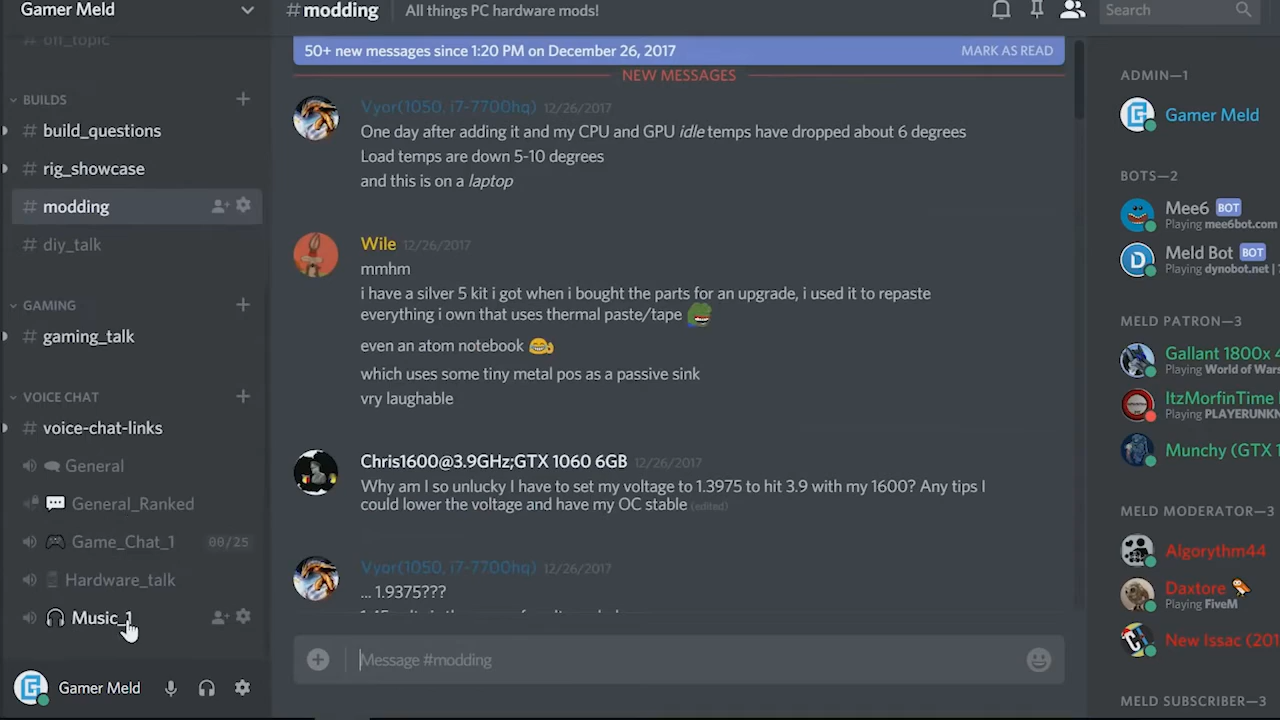 Gamer Meld
off_topic
BUILDS
# build_questions
# rig_showcase
# modding
# diy_talk
GAMING
# gaming_talk
VOICE CHAT
# voice-chat-links
General
General_Ranked
Game_Chat_1 00/25
Hardware_talk
Music_1
Gamer Meld
#modding All things PC hardware mods!
50+ new messages since 1:20 PM on December 26, 2017 MARK AS READ
NEW MESSAGES
Vyor(1050, i7-7700hq) 12/26/2017
One day after adding it and my CPU and GPU idle temps have dropped about 6 degrees
Load temps are down 5-10 degrees
and this is on a laptop
Wile 12/26/2017
mmhm
i have a silver 5 kit i got when i bought the parts for an upgrade, i used it to repaste
everything i own that uses thermal paste/tape
even an atom notebook 😅
which uses some tiny metal pos as a passive sink
vry laughable
Chris1600@3.9GHz;GTX 1060 6GB 12/26/2017
Why am I so unlucky I have to set my voltage to 1.3975 to hit 3.9 with my 1600? Any tips I
could lower the voltage and have my OC stable (edited)
Vyor(1050, i7-7700hq) 12/26/2017
... 1.9375???
Message #modding
Search
ADMIN—1
Gamer Meld
BOTS—2
Mee6 BOT
Playing mee6bot.com
Meld Bot BOT
Playing dynobot.net |
MELD PATRON—3
Gallant 1800x 4
Playing World of Wars
ItzMorfinTime
Playing PLAYERUNKN
Munchy (GTX 1
MELD MODERATOR—3
Algorythm44
Daxtore
Playing FiveM
New Issac (201
MELD SUBSCRIBER—3